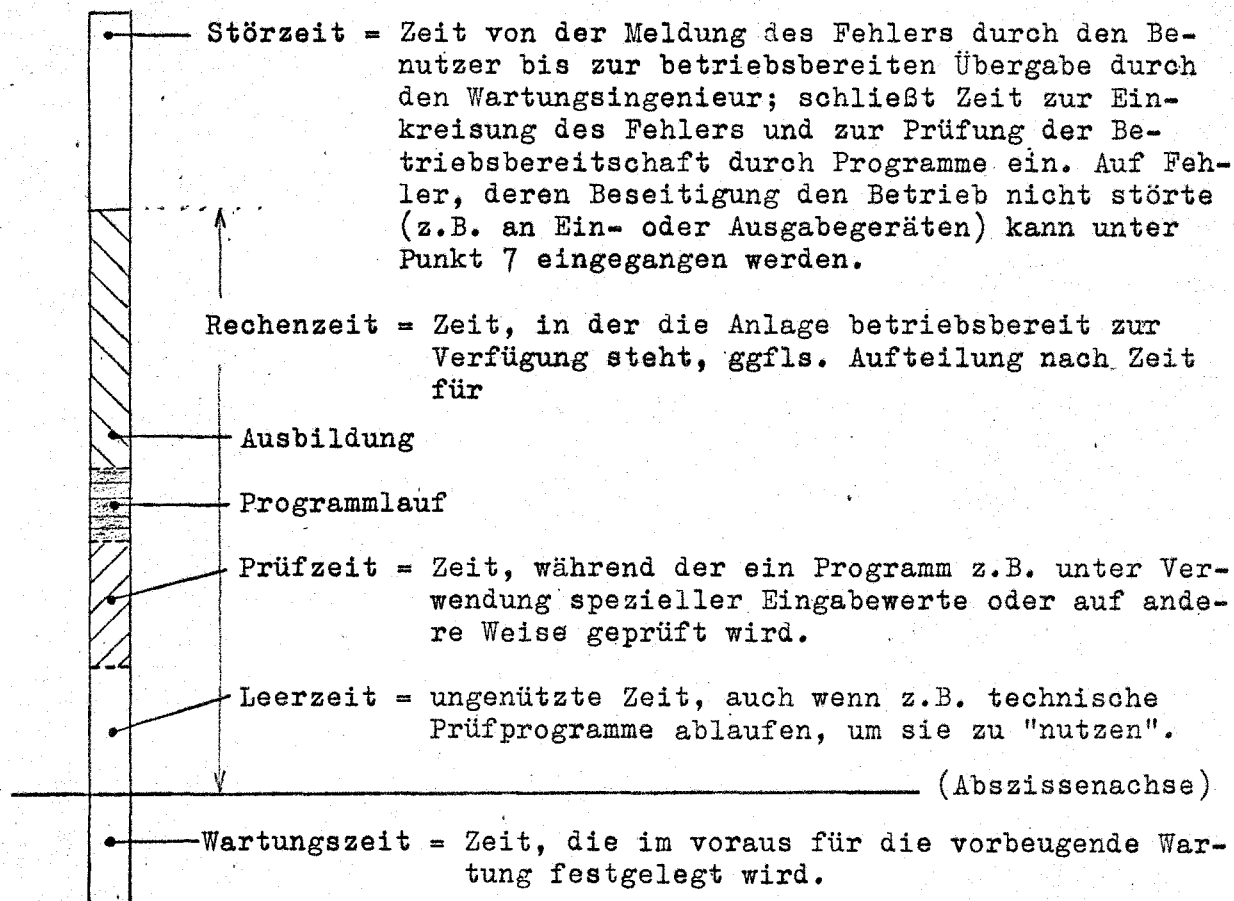 Störzeit = Zeit von der Meldung des Fehlers durch den Be-
nutzer bis zur betriebsbereiten Übergabe durch
den Wartungsingenieur; schließt Zeit zur Ein-
kreisung des Fehlers und zur Prüfung der Be-
triebsbereitschaft durch Programme ein. Auf Feh-
ler, deren Beseitigung den Betrieb nicht störte
(z.B. an Ein- oder Ausgabegeräten) kann unter
Punkt 7 eingegangen werden.
Rechenzeit = Zeit, in der die Anlage betriebsbereit zur
Verfügung steht, ggfls. Aufteilung nach Zeit
für
Ausbildung
Programmlauf
Prüfzeit = Zeit, während der ein Programm z.B. unter Ver-
wendung spezieller Eingabewerte oder auf ande-
re Weise geprüft wird.
Leerzeit = ungenützte Zeit, auch wenn z.B. technische
Prüfprogramme ablaufen, um sie zu "nutzen".
(Abszissenachse)
Wartungszeit = Zeit, die im voraus für die vorbeugende War-
tung festgelegt wird.